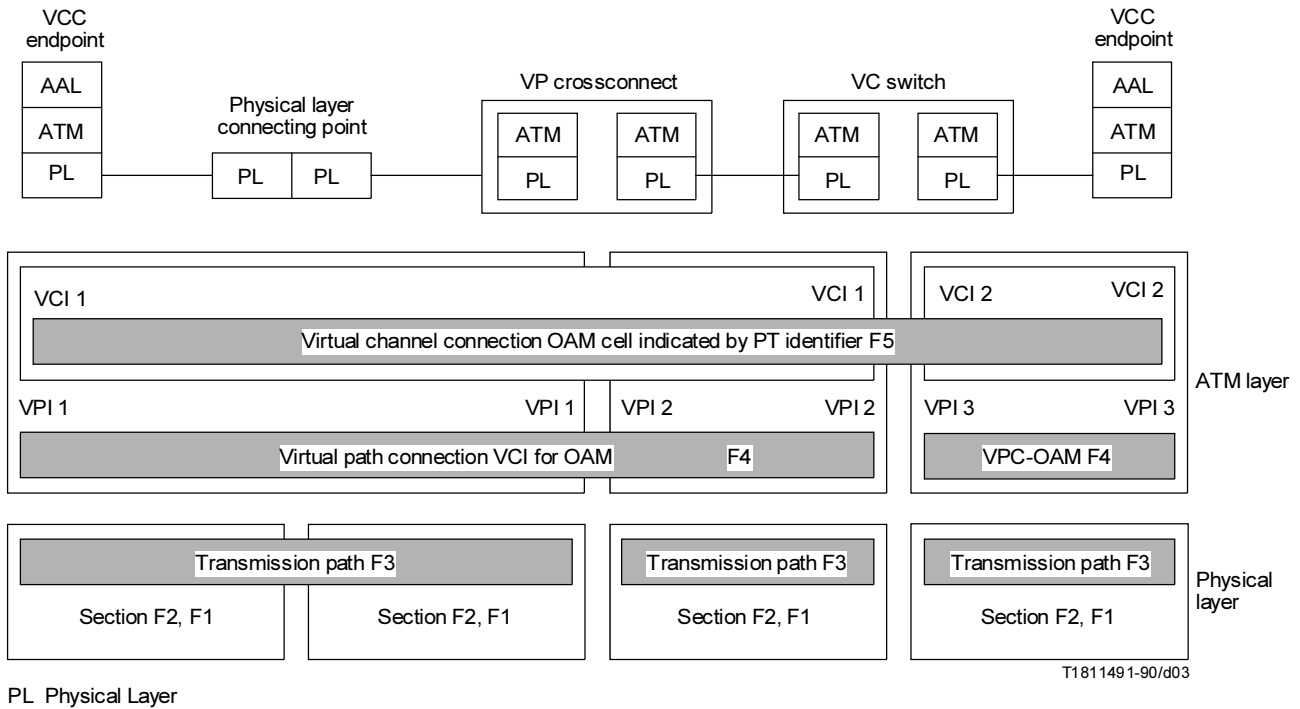 VCC
endpoint
VCC
endpoint
AAL
ATM
PL
Physical layer
connecting point
PL PL
VP crossconnect
ATM ATM
PL PL
VC switch
ATM ATM
PL PL
AAL
ATM
PL
VCI 1 VCI 1 VCI 2 VCI 2
Virtual channel connection OAM cell indicated by PT identifier F5
ATM layer
VPI 1 VPI 1 VPI 2 VPI 2 VPI 3 VPI 3
Virtual path connection VCI for OAM F4 VPC-OAM F4
Transmission path F3 Transmission path F3 Transmission path F3
Physical
layer
Section F2, F1 Section F2, F1 Section F2, F1 Section F2, F1
T1811491-90/d03
PL Physical Layer